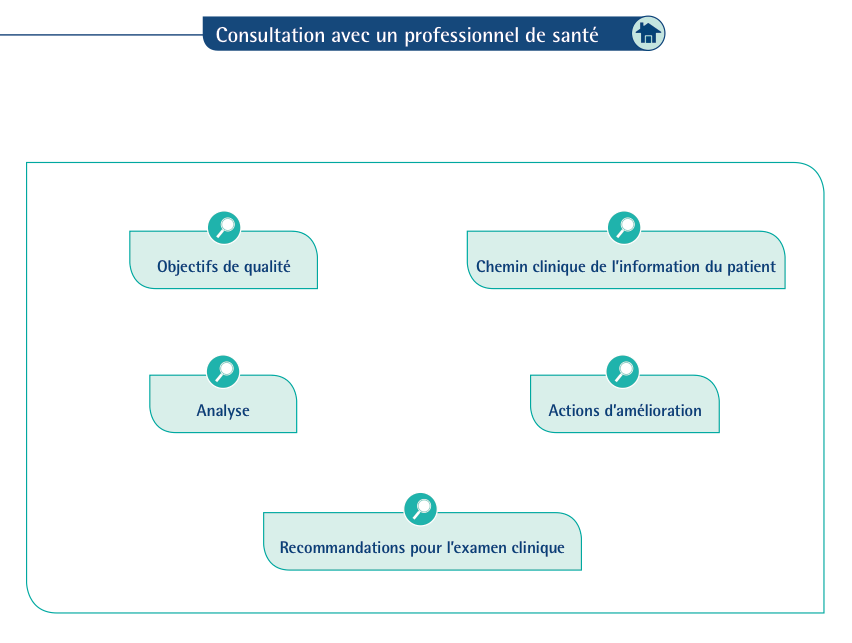 Consultation avec un professionnel de santé
Objectifs de qualité
Chemin clinique de l'information du patient
Analyse
Actions d'amélioration
Recommandations pour l'examen clinique